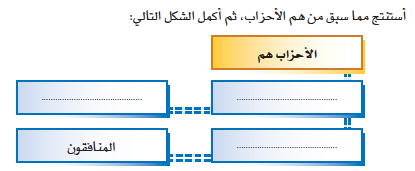 أستنتج مما سبق من هم الأحزاب، ثم أكمل الشكل التالي:
الأحزاب هم
................................ ................................
................................ المنافقون